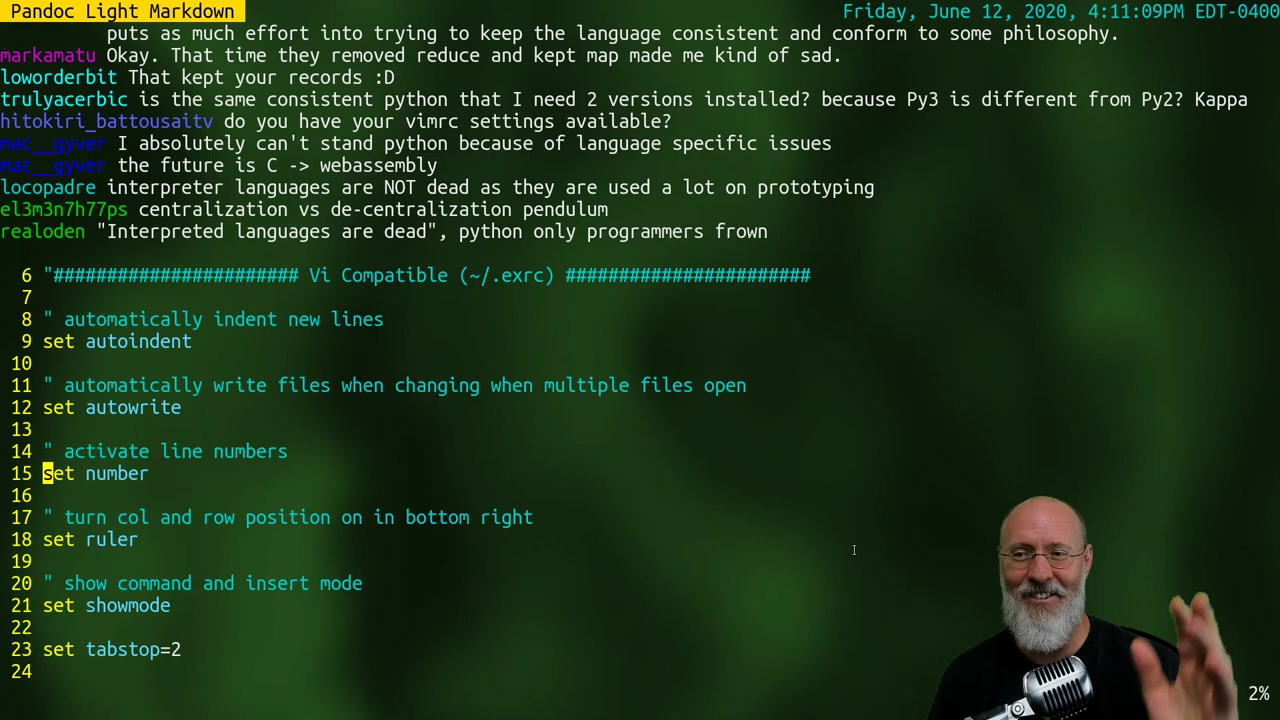 Pandoc Light Markdown
Friday, June 12, 2020, 4:11:09PM EDT-0400
puts as much effort into trying to keep the language consistent and conform to some philosophy.
markamatu Okay. That time they removed reduce and kept map made me kind of sad.
loworderbit That kept your records :D
trulyacerbic is the same consistent python that I need 2 versions installed? because Py3 is different from Py2? Kappa
hitokiri_battousaitv do you have your vimrc settings available?
mac__gyver I absolutely can't stand python because of language specific issues
mac__gyver the future is C -> webassembly
locopadre interpreter languages are NOT dead as they are used a lot on prototyping
el3m3n7h77ps centralization vs de-centralization pendulum
realoden "Interpreted languages are dead", python only programmers frown
6 "####################### Vi Compatible (~/.exrc) #######################
7
8 " automatically indent new lines
9 set autoindent
10
11 " automatically write files when changing when multiple files open
12 set autowrite
13
14 " activate line numbers
15 set number
16
17 " turn col and row position on in bottom right
18 set ruler
19
20 " show command and insert mode
21 set showmode
22
23 set tabstop=2
24
2%